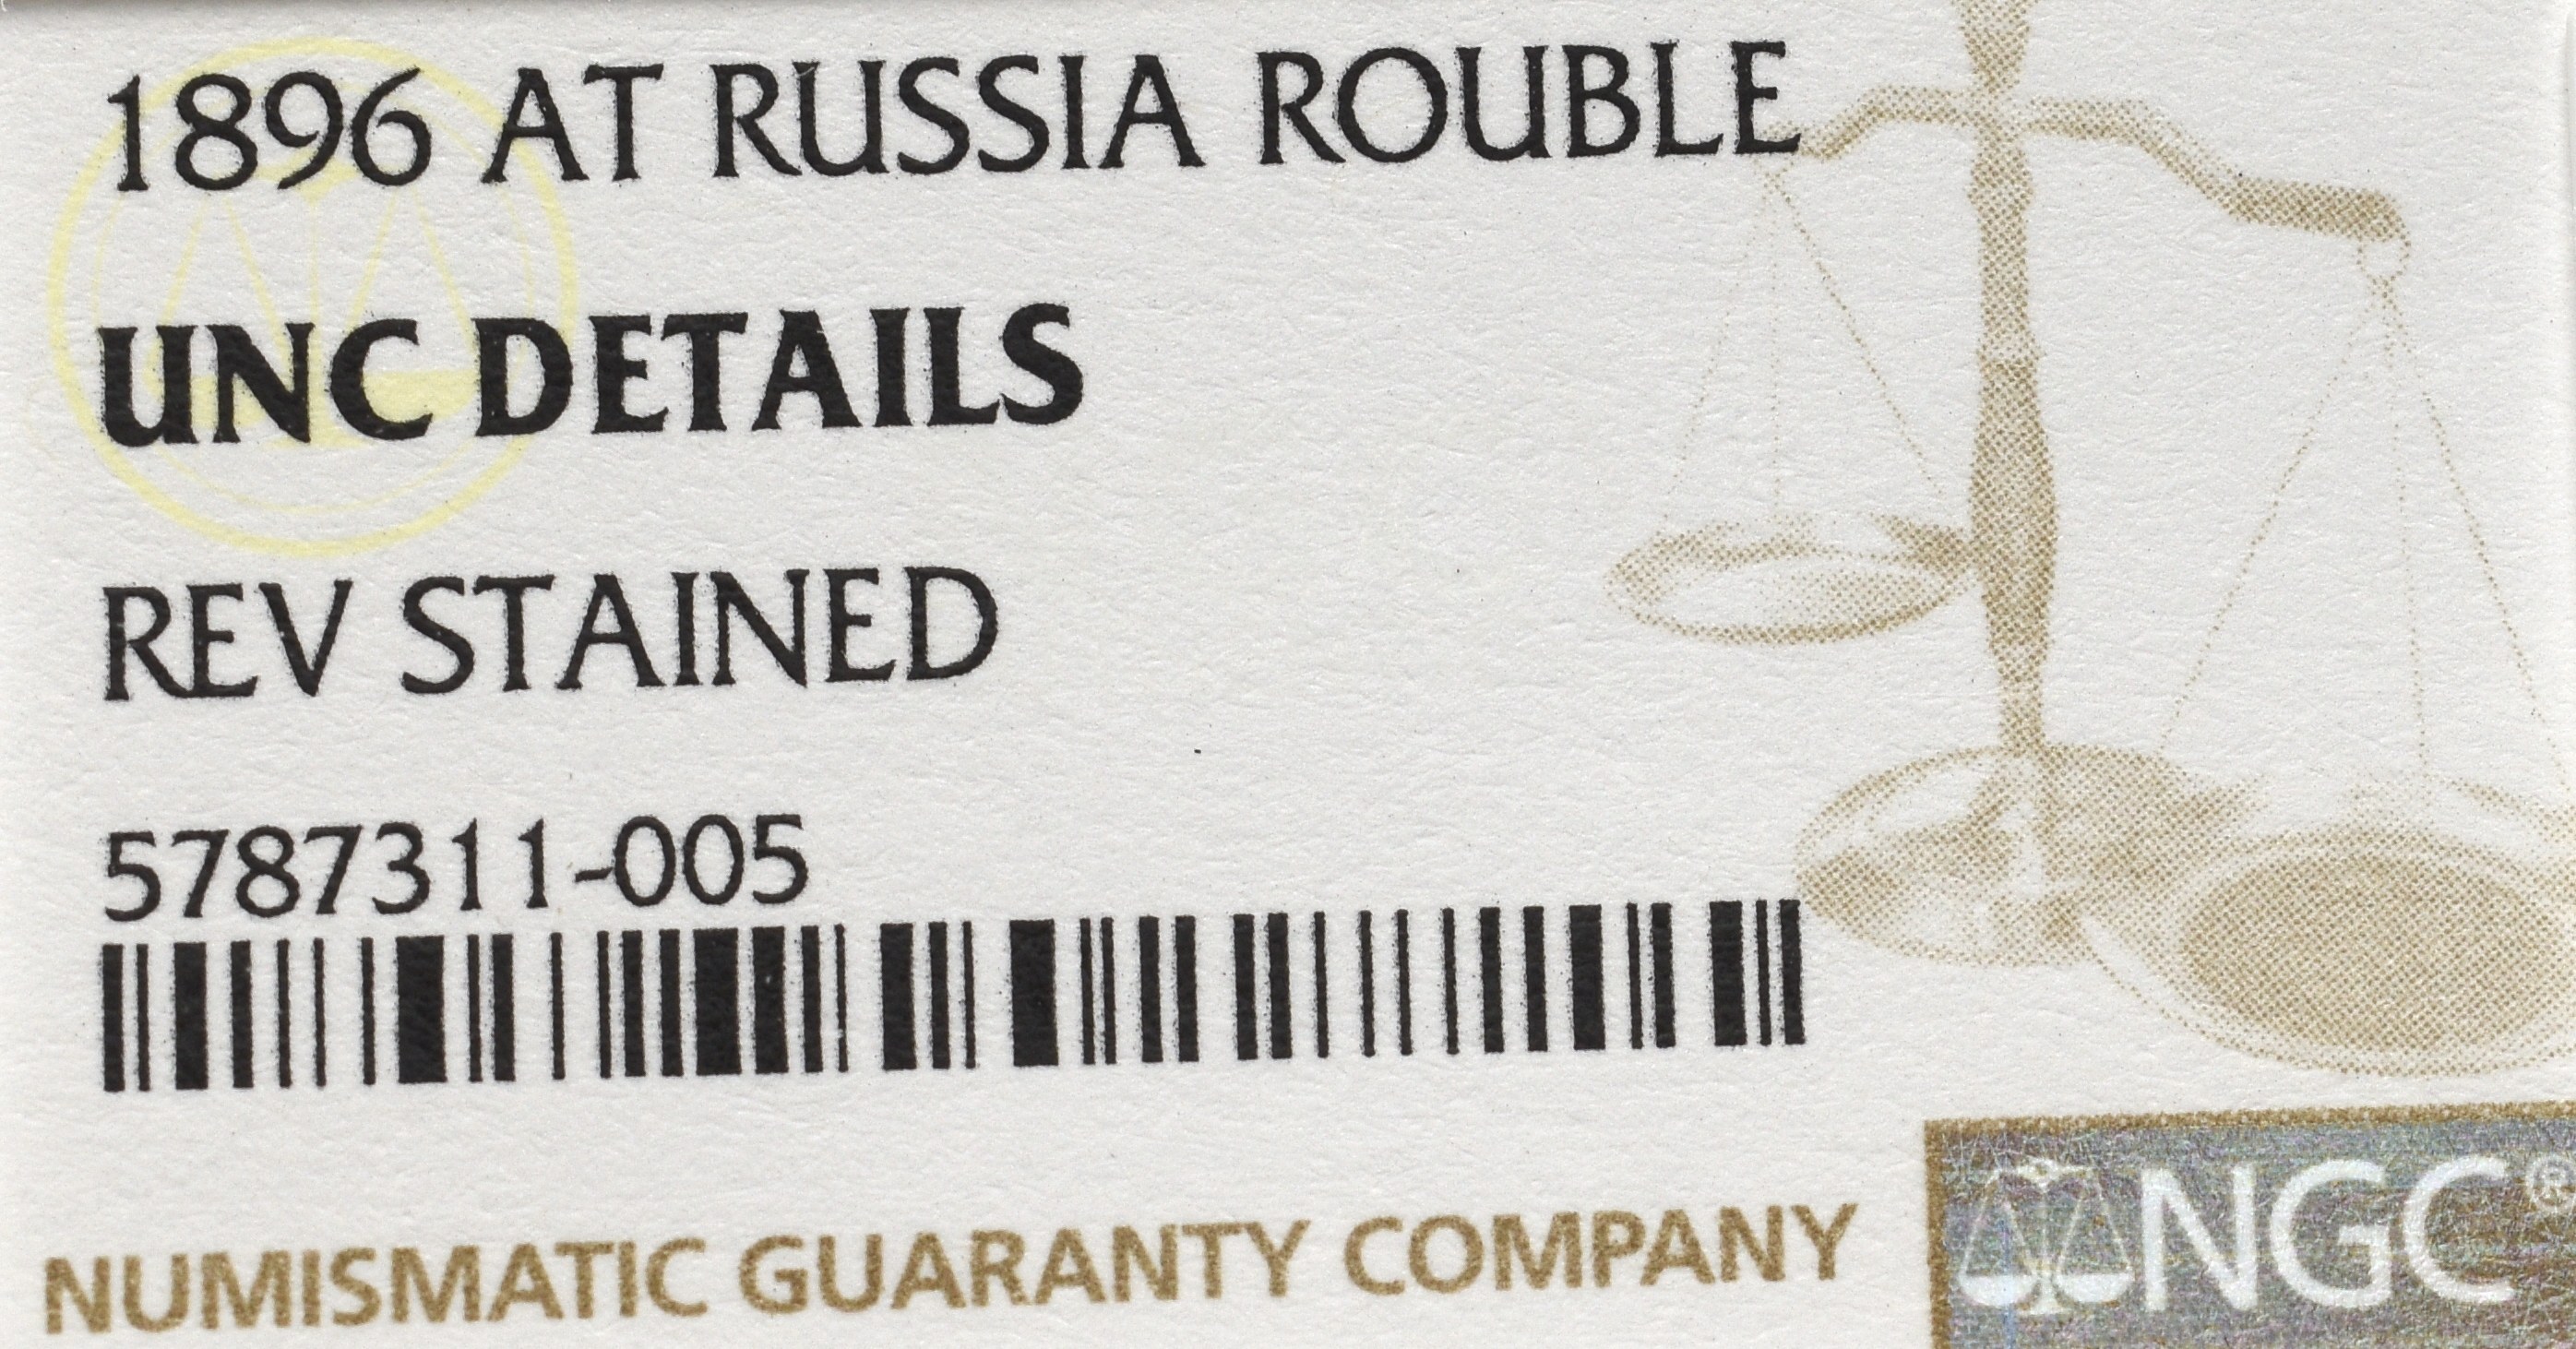 1896 AT RUSSIA ROUBLE
UNC DETAILS
REV STAINED
5787311-005
NUMISMATIC GUARANTY COMPANY
NGC®